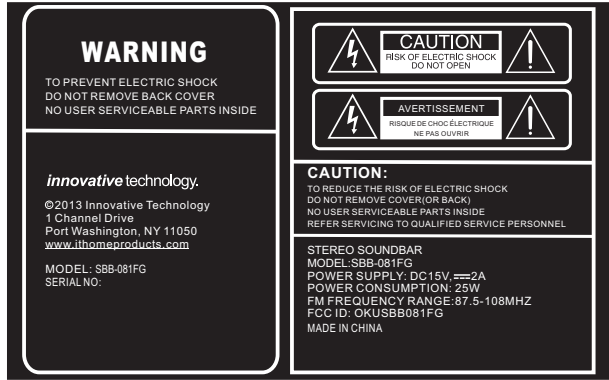 WARNING
TO PREVENT ELECTRIC SHOCK
DO NOT REMOVE BACK COVER
NO USER SERVICEABLE PARTS INSIDE
innovative technology.
©2013 Innovative Technology
1 Channel Drive
Port Washington, NY 11050
www.ithomeproducts.com
MODEL: SBB-081FG
SERIAL NO:
CAUTION
RISK OF ELECTRIC SHOCK
DO NOT OPEN
AVERTISSEMENT
RISQUE DE CHOC ÉLECTRIQUE
NE PAS OUVRIR
CAUTION:
TO REDUCE THE RISK OF ELECTRIC SHOCK
DO NOT REMOVE COVER(OR BACK)
NO USER SERVICEABLE PARTS INSIDE
REFER SERVICING TO QUALIFIED SERVICE PERSONNEL
STEREO SOUNDBAR
MODEL:SBB-081FG
POWER SUPPLY: DC15V,⎓2A
POWER CONSUMPTION: 25W
FM FREQUENCY RANGE:87.5-108MHZ
FCC ID: OKUSBB081FG
MADE IN CHINA